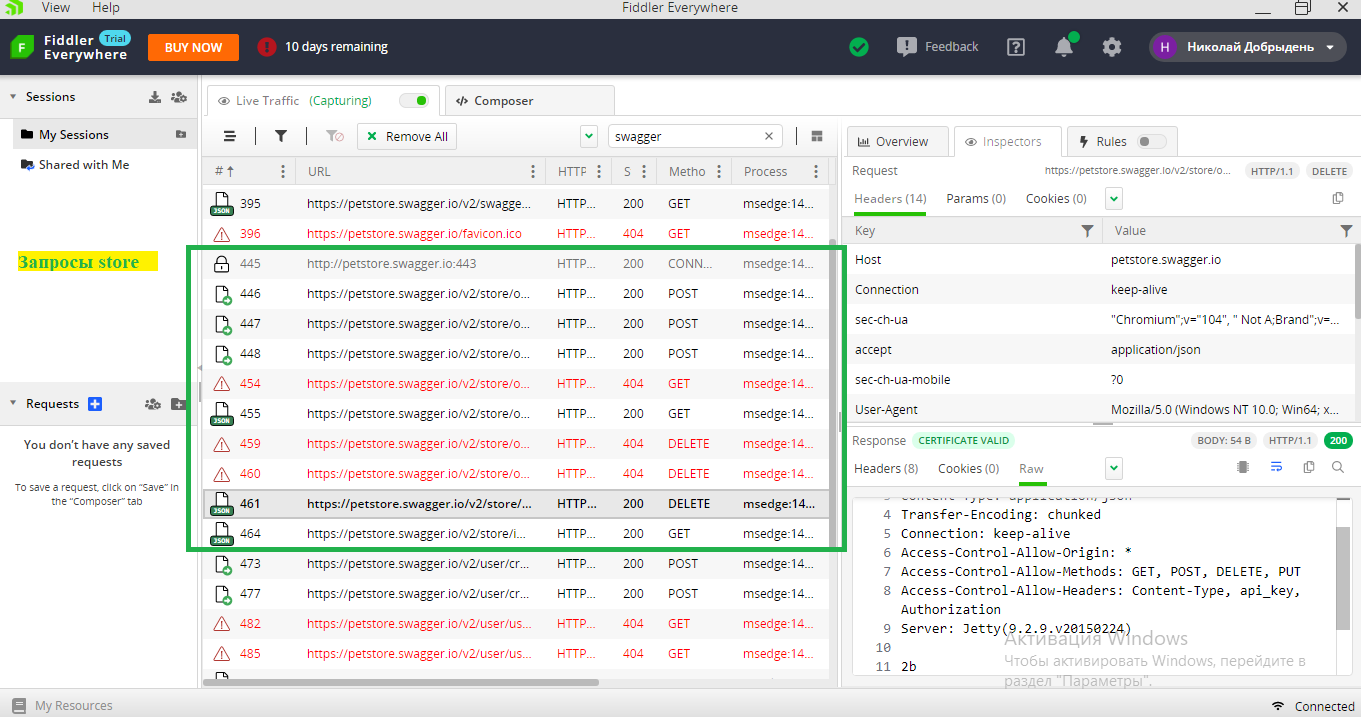 View Help Fiddler Everywhere
Fiddler Trial
Everywhere
BUY NOW
10 days remaining
Feedback
Н Николай Добрыдень
Sessions
My Sessions
Shared with Me
Запросы store
Requests
You don't have any saved
requests
To save a request, click on “Save” in
the “Composer” tab
Live Traffic (Capturing)
Composer
Remove All
swagger
# URL HTTP S Metho Process
395 https://petstore.swagger.io/v2/swagge... HTTP... 200 GET msedge:14...
396 https://petstore.swagger.io/favicon.ico HTTP... 404 GET msedge:14...
445 http://petstore.swagger.io:443 HTTP... 200 CONN... msedge:14...
446 https://petstore.swagger.io/v2/store/o... HTTP... 200 POST msedge:14...
447 https://petstore.swagger.io/v2/store/o... HTTP... 200 POST msedge:14...
448 https://petstore.swagger.io/v2/store/o... HTTP... 200 POST msedge:14...
454 https://petstore.swagger.io/v2/store/o... HTTP... 404 GET msedge:14...
455 https://petstore.swagger.io/v2/store/o... HTTP... 200 GET msedge:14...
459 https://petstore.swagger.io/v2/store/o... HTTP... 404 DELETE msedge:14...
460 https://petstore.swagger.io/v2/store/o... HTTP... 404 DELETE msedge:14...
461 https://petstore.swagger.io/v2/store/... HTTP... 200 DELETE msedge:14...
464 https://petstore.swagger.io/v2/store/i... HTTP... 200 GET msedge:14...
473 https://petstore.swagger.io/v2/user/cr... HTTP... 200 POST msedge:14...
477 https://petstore.swagger.io/v2/user/cr... HTTP... 200 POST msedge:14...
482 https://petstore.swagger.io/v2/user/us... HTTP... 404 GET msedge:14...
485 https://petstore.swagger.io/v2/user/us... HTTP... 404 GET msedge:14...
Overview Inspectors Rules
Request https://petstore.swagger.io/v2/store/o... HTTP/1.1 DELETE
Headers (14) Params (0) Cookies (0)
Key Value
Host petstore.swagger.io
Connection keep-alive
sec-ch-ua "Chromium";v="104", " Not A;Brand";v=...
accept application/json
sec-ch-ua-mobile ?0
User-Agent Mozilla/5.0 (Windows NT 10.0; Win64; x...
Response CERTIFICATE VALID BODY: 54 B HTTP/1.1 200
Headers (8) Cookies (0) Raw
3 Content-Type: application/json
4 Transfer-Encoding: chunked
5 Connection: keep-alive
6 Access-Control-Allow-Origin: *
7 Access-Control-Allow-Methods: GET, POST, DELETE, PUT
8 Access-Control-Allow-Headers: Content-Type, api_key,
Authorization
9 Server: Jetty(9.2.9.v20150224)
10
11 2b
Активация Windows
Чтобы активировать Windows, перейдите в
раздел "Параметры".
My Resources
Connected